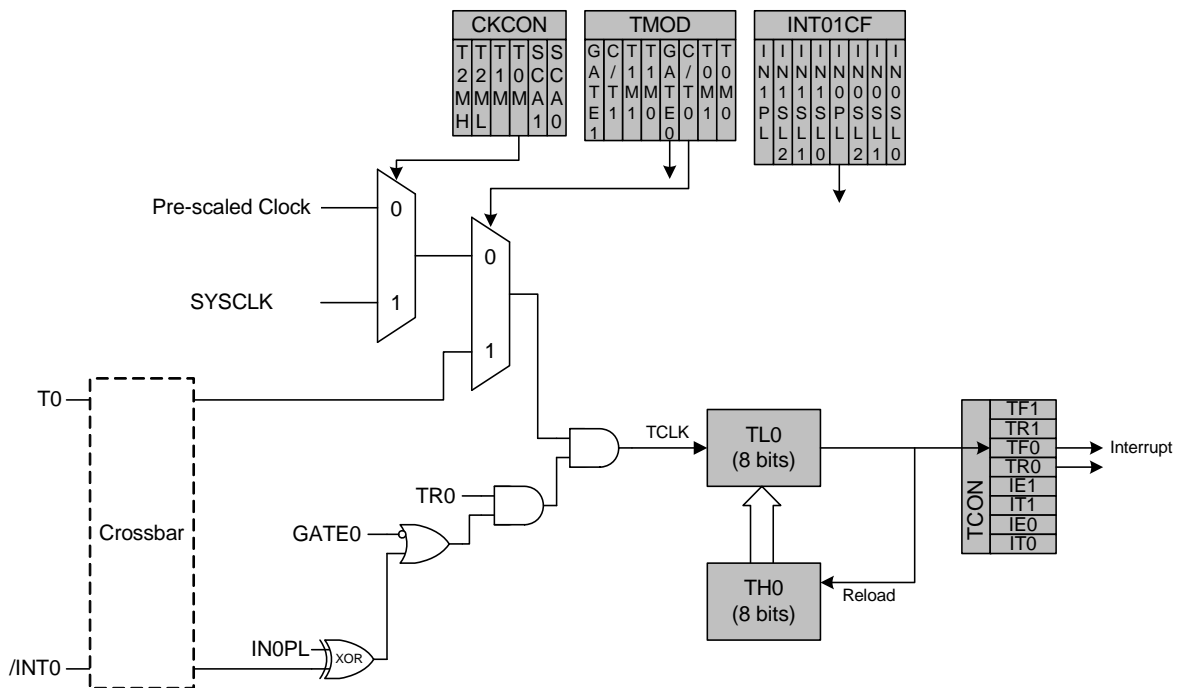 CKCON
TMOD
INT01CF
T2MH
T2ML
T1M
T0M
SCA1
SCA0
GATE1
C/T1
T1M1
T1M0
GATE0
C/T0
T0M1
T0M0
IN1PL
IN1SL2
IN1SL1
IN1SL0
IN0PL
IN0SL2
IN0SL1
IN0SL0
Pre-scaled Clock
0
SYSCLK
1
0
1
T0
Crossbar
/INT0
TR0
GATE0
IN0PL
XOR
TCLK
TL0
(8 bits)
TH0
(8 bits)
Reload
TCON
TF1
TR1
TF0
TR0
IE1
IT1
IE0
IT0
Interrupt